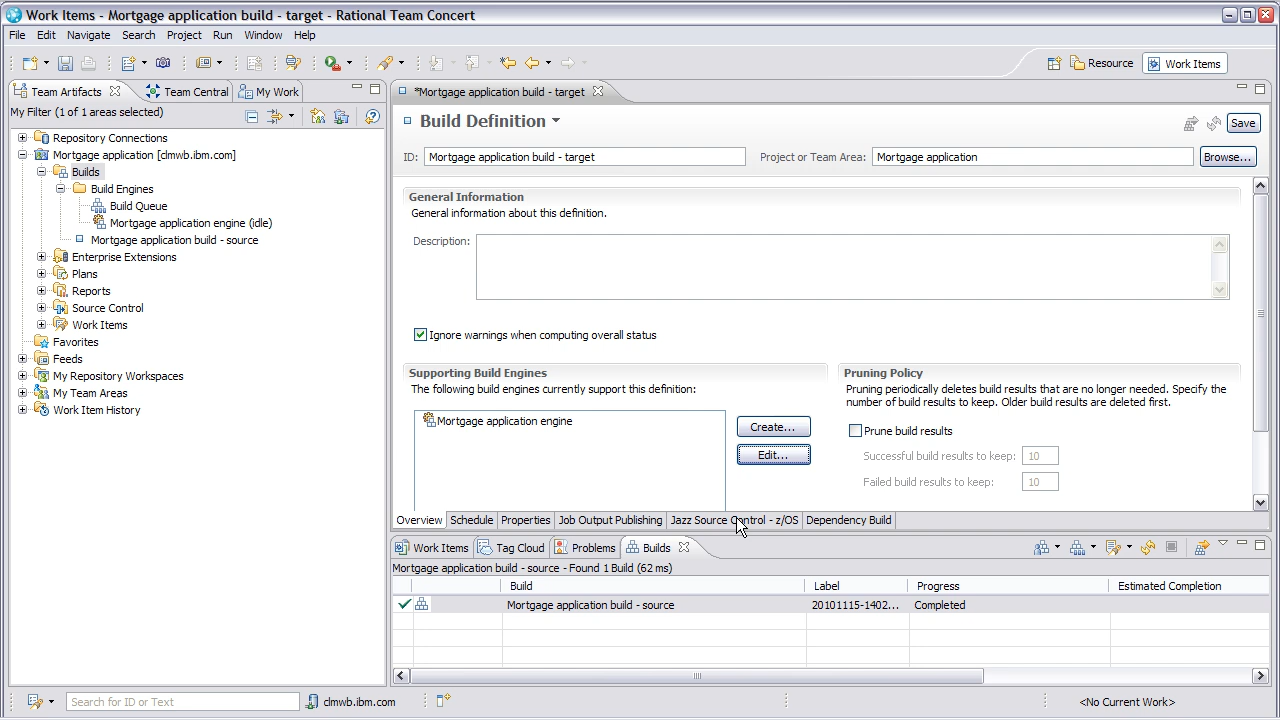 Work Items - Mortgage application build - target - Rational Team Concert
File Edit Navigate Search Project Run Window Help
Resource Work Items
Team Artifacts Team Central My Work
My Filter (1 of 1 areas selected)
Repository Connections
Mortgage application [clmwb.ibm.com]
Builds
Build Engines
Build Queue
Mortgage application engine (idle)
Mortgage application build - source
Enterprise Extensions
Plans
Reports
Source Control
Work Items
Favorites
Feeds
My Repository Workspaces
My Team Areas
Work Item History
*Mortgage application build - target
Build Definition
Save
ID: Mortgage application build - target Project or Team Area: Mortgage application Browse...
General Information
General information about this definition.
Description:
Ignore warnings when computing overall status
Supporting Build Engines
The following build engines currently support this definition:
Mortgage application engine
Create...
Edit...
Pruning Policy
Pruning periodically deletes build results that are no longer needed. Specify the
number of build results to keep. Older build results are deleted first.
Prune build results
Successful build results to keep: 10
Failed build results to keep: 10
Overview Schedule Properties Job Output Publishing Jazz Source Control - z/OS Dependency Build
Work Items Tag Cloud Problems Builds
Mortgage application build - source - Found 1 Build (62 ms)
Build Label Progress Estimated Completion
Mortgage application build - source 20101115-1402... Completed
Search for ID or Text clmwb.ibm.com <No Current Work>